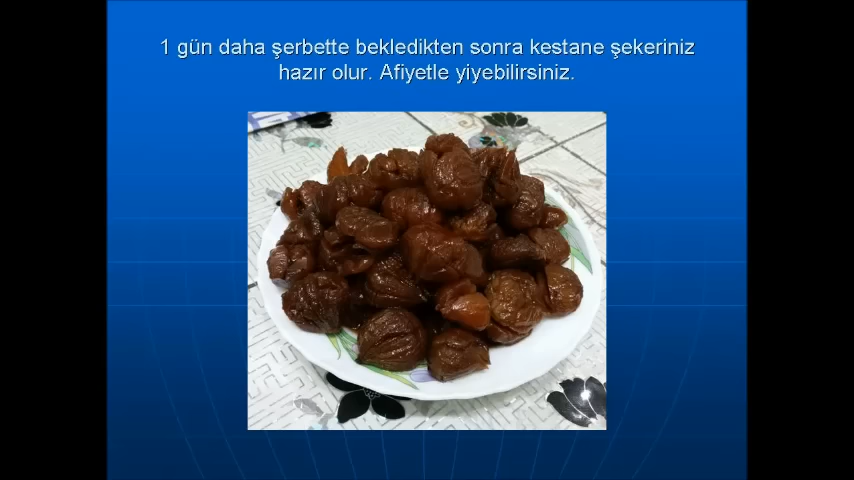 1 gün daha şerbette bekledikten sonra kestane şekeriniz
hazır olur. Afiyetle yiyebilirsiniz.